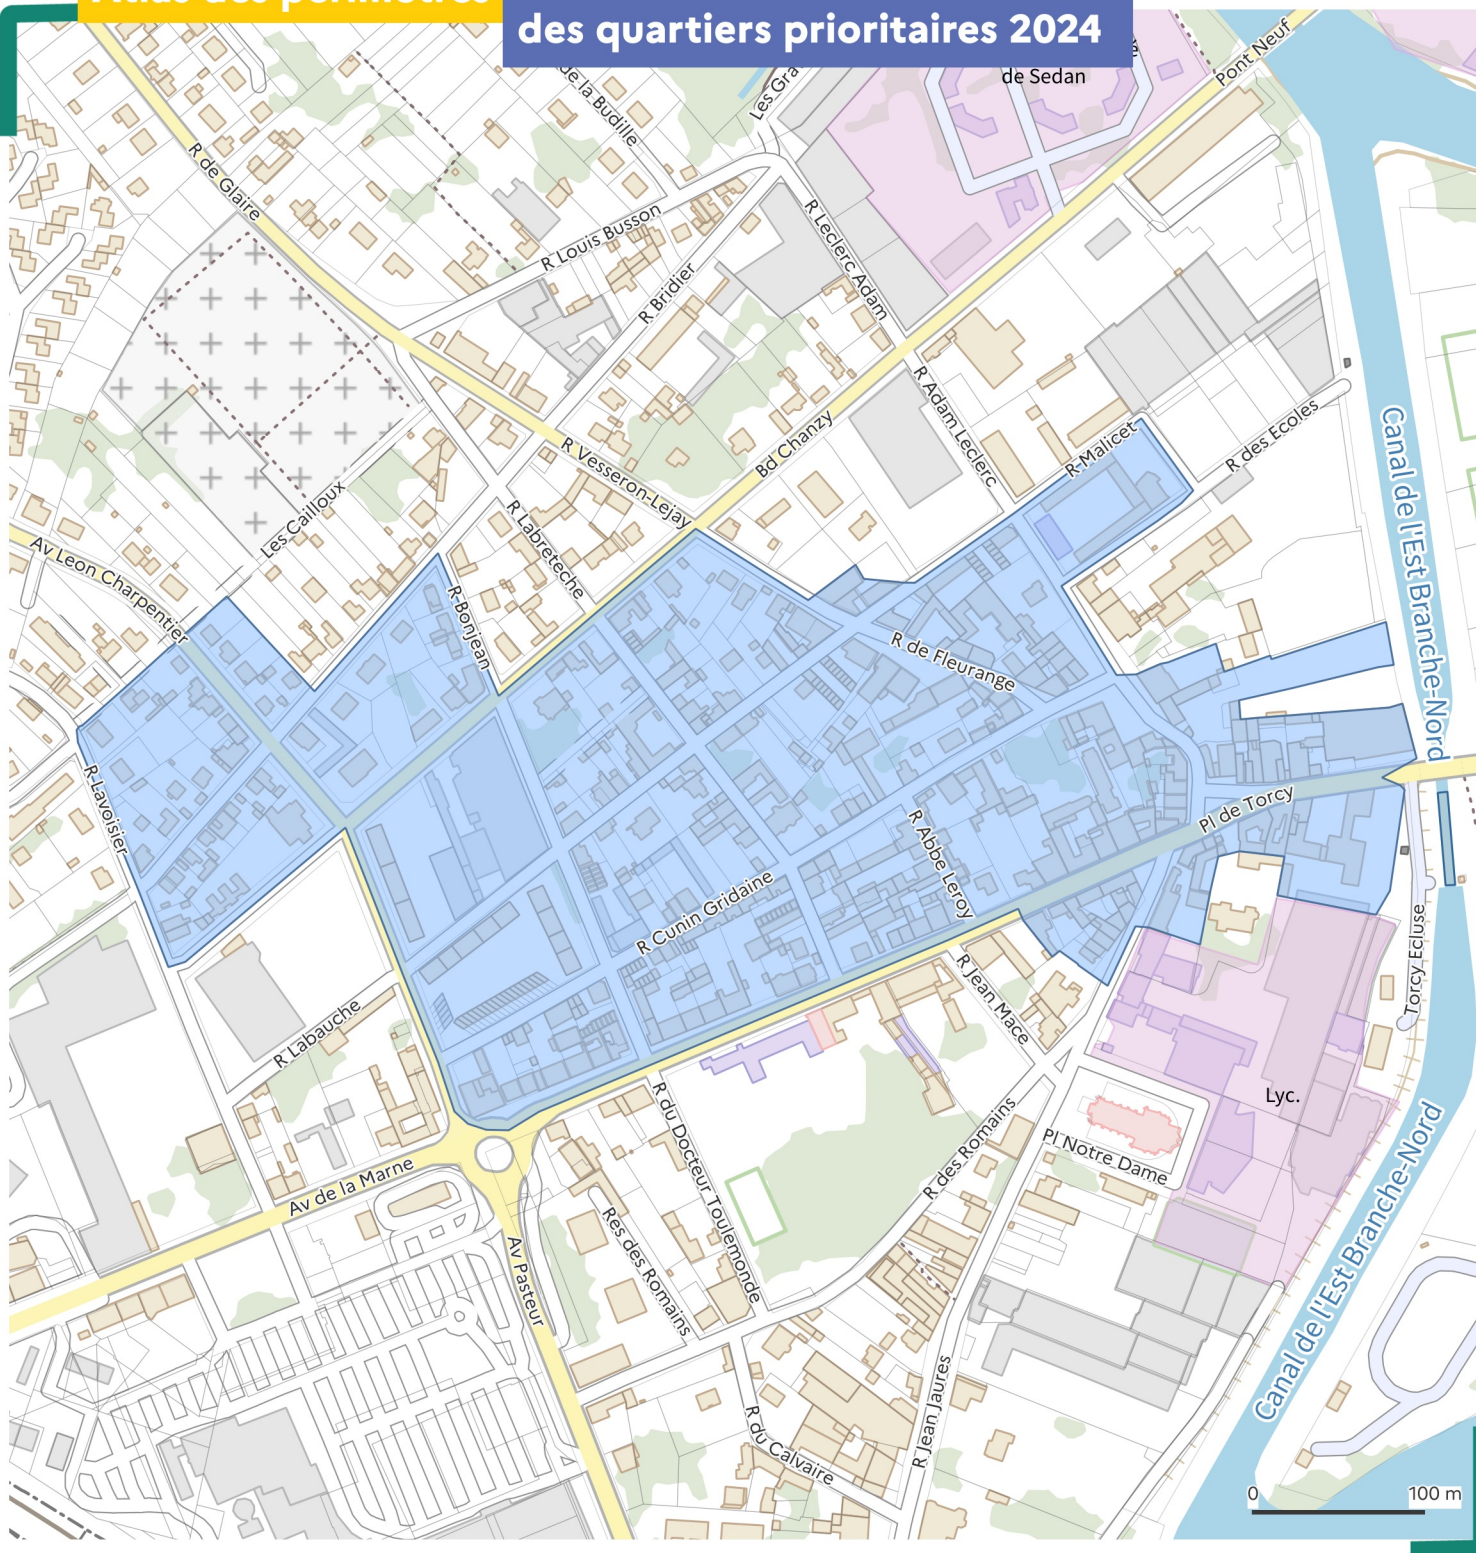 Atlas des périmètres
des quartiers prioritaires 2024
de Sedan
Pont Neuf
de la Budille
Les Gra
R de Glaire
R Louis Busson
R Bridier
R Leclerc Adam
R Adam Leclerc
Bd Chanzy
R Vesseron-Lejay
R Malicet
R des Ecoles
Canal de l'Est Branche-Nord
Les Cailloux
R Labreteche
Av Leon Charpentier
R Bonjean
R de Fleurange
R Lavoisier
Pl de Torcy
R Abbe Leroy
R Cunin Gridaine
Torcy Ecluse
R Jean Mace
R Labauche
Lyc.
R du Docteur Toulemonde
R des Romains
Pl Notre Dame
Av de la Marne
Res des Romains
Av Pasteur
Canal de l'Est Branche-Nord
R Jean Jaures
R du Calvaire
0 100 m